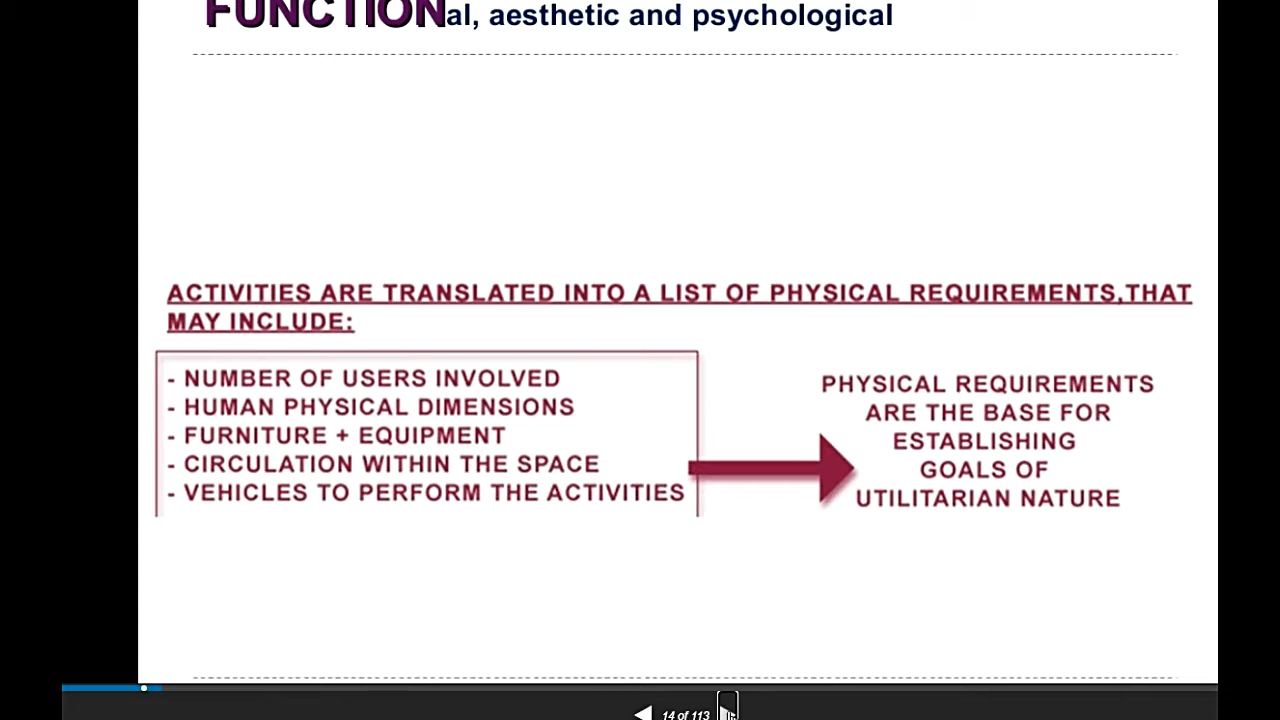 FUNCTIONal, aesthetic and psychological
ACTIVITIES ARE TRANSLATED INTO A LIST OF PHYSICAL REQUIREMENTS,THAT
MAY INCLUDE:
- NUMBER OF USERS INVOLVED
- HUMAN PHYSICAL DIMENSIONS
- FURNITURE + EQUIPMENT
- CIRCULATION WITHIN THE SPACE
- VEHICLES TO PERFORM THE ACTIVITIES
PHYSICAL REQUIREMENTS
ARE THE BASE FOR
ESTABLISHING
GOALS OF
UTILITARIAN NATURE
14 of 113